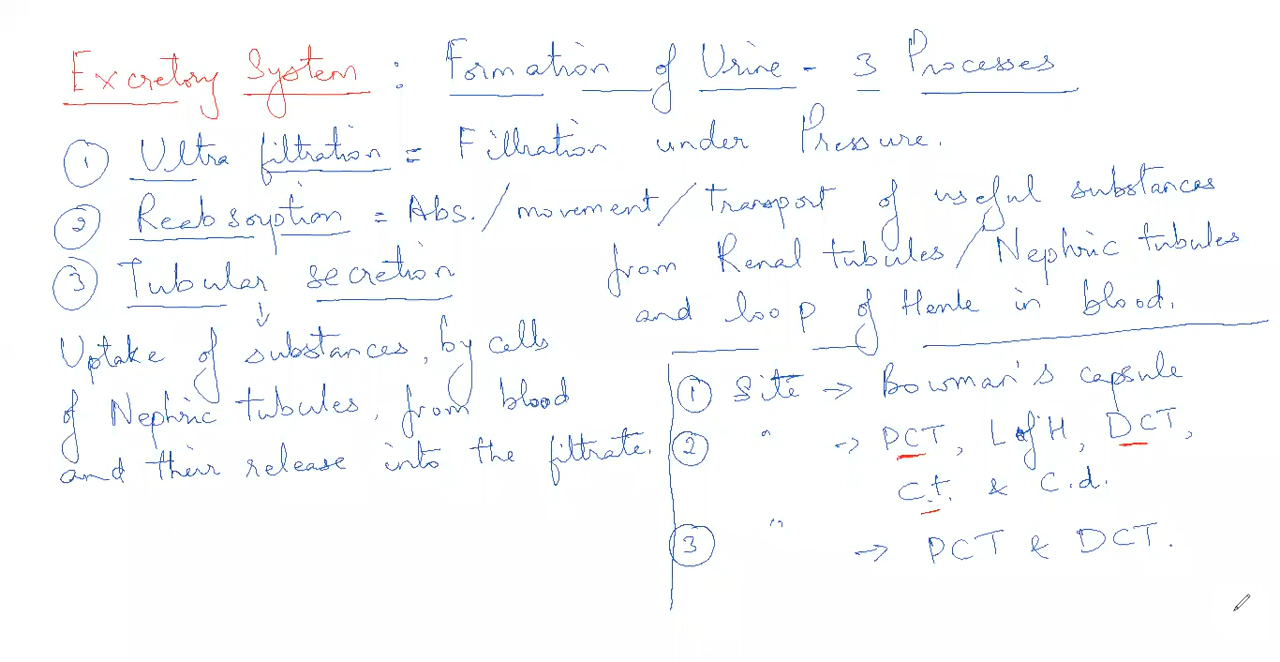 Excretory System : Formation of Urine - 3 Processes
① Ultra filtration = Filtration under Pressure.
② Reabsorption = Abs. / movement / Transport of useful substances
from Renal tubules / Nephric tubules
and loop of Henle in blood.
③ Tubular secretion
↓
Uptake of substances, by cells
of Nephric tubules, from blood
and their release into the filtrate.
① Site → Bowman's capsule
② " → PCT, L of H, DCT,
C.t. & C.d.
③ " → PCT & DCT.